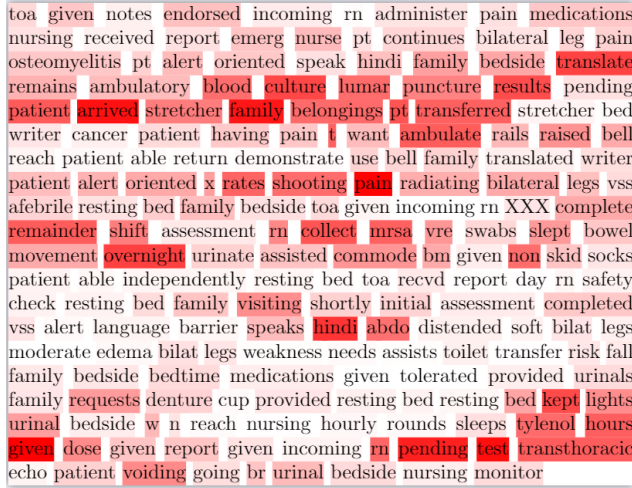 toa given notes endorsed incoming rn administer pain medications
nursing received report emerg nurse pt continues bilateral leg pain
osteomyelitis pt alert oriented speak hindi family bedside translate
remains ambulatory blood culture lumar puncture results pending
patient arrived stretcher family belongings pt transferred stretcher bed
writer cancer patient having pain t want ambulate rails raised bell
reach patient able return demonstrate use bell family translated writer
patient alert oriented x rates shooting pain radiating bilateral legs vss
afebrile resting bed family bedside toa given incoming rn XXX complete
remainder shift assessment rn collect mrsa vre swabs slept bowel
movement overnight urinate assisted commode bm given non skid socks
patient able independently resting bed toa recvd report day rn safety
check resting bed family visiting shortly initial assessment completed
vss alert language barrier speaks hindi abdo distended soft bilat legs
moderate edema bilat legs weakness needs assists toilet transfer risk fall
family bedside bedtime medications given tolerated provided urinals
family requests denture cup provided resting bed resting bed kept lights
urinal bedside w n reach nursing hourly rounds sleeps tylenol hours
given dose given report given incoming rn pending test transthoracic
echo patient voiding going br urinal bedside nursing monitor